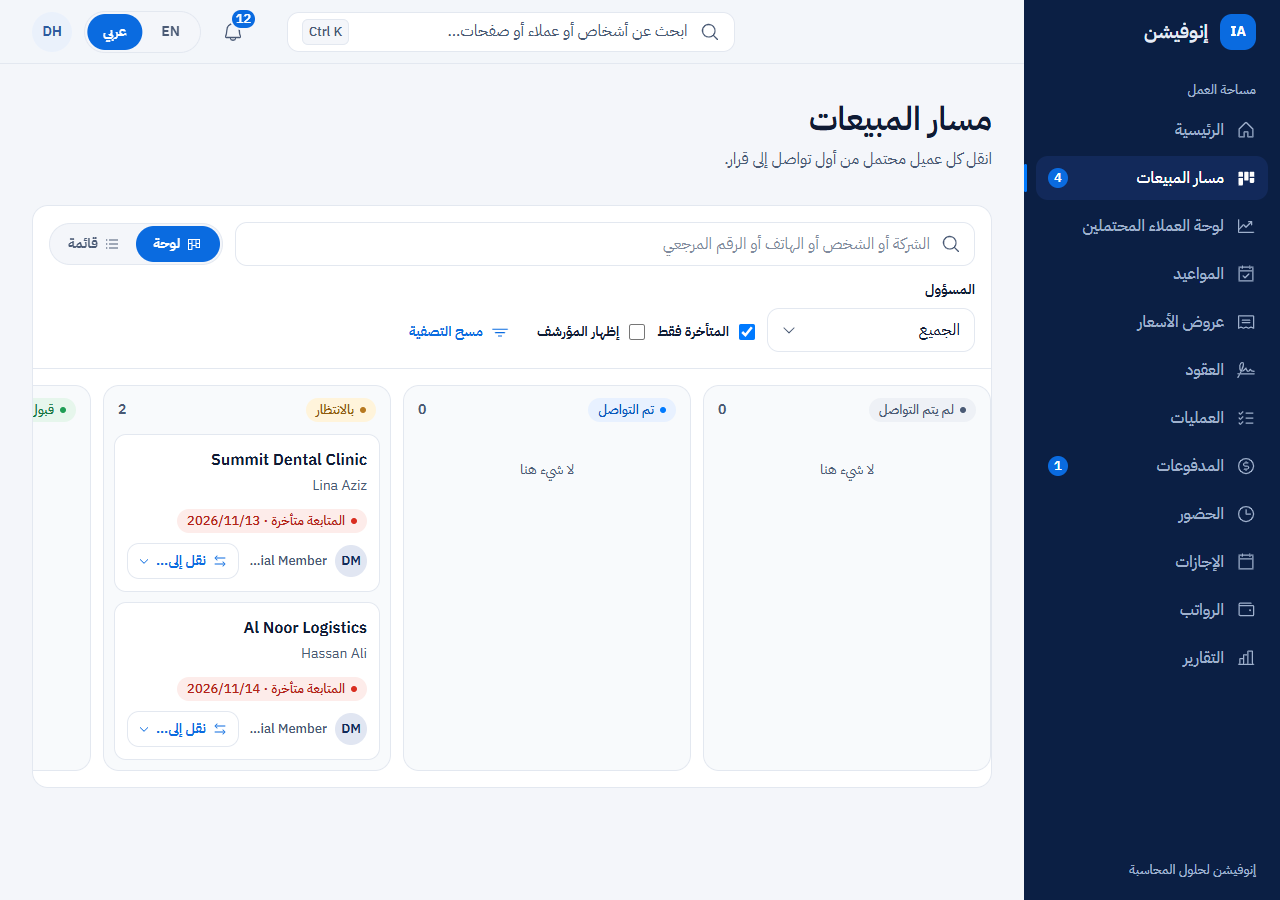 IA
إنوفيشن
مساحة العمل
الرئيسية
مسار المبيعات
4
لوحة العملاء المحتملين
المواعيد
عروض الأسعار
العقود
العمليات
المدفوعات
1
الحضور
الإجازات
الرواتب
التقارير
إنوفيشن لحلول المحاسبة
ابحث عن أشخاص أو عملاء أو صفحات...
Ctrl K
12
EN
عربي
DH
مسار المبيعات
انقل كل عميل محتمل من أول تواصل إلى قرار.
الشركة أو الشخص أو الهاتف أو الرقم المرجعي
لوحة
قائمة
المسؤول
الجميع
المتأخرة فقط
إظهار المؤرشف
مسح التصفية
لم يتم التواصل
0
لا شيء هنا
تم التواصل
0
لا شيء هنا
بالانتظار
2
Summit Dental Clinic
Lina Aziz
المتابعة متأخرة · 2026/11/13
DM
...ial Member
نقل إلى...
Al Noor Logistics
Hassan Ali
المتابعة متأخرة · 2026/11/14
DM
...ial Member
نقل إلى...
قبول